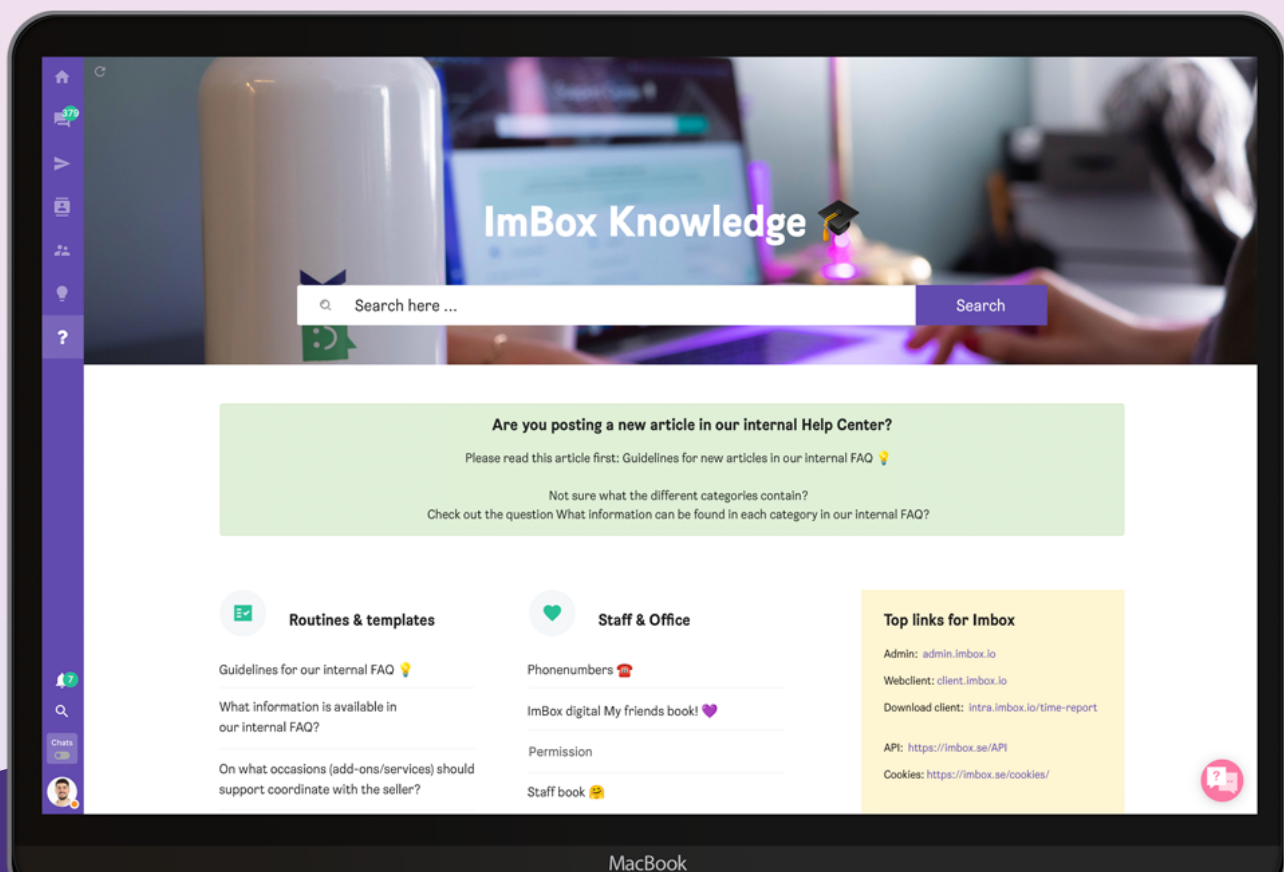 379
ImBox Knowledge 🎓
Search here ...
Search
?
:)
Are you posting a new article in our internal Help Center?
Please read this article first: Guidelines for new articles in our internal FAQ 💡
Not sure what the different categories contain?
Check out the question What information can be found in each category in our internal FAQ?
Routines & templates
Guidelines for our internal FAQ 💡
What information is available in
our internal FAQ?
On what occasions (add-ons/services) should
support coordinate with the seller?
Staff & Office
Phonenumbers ☎️
ImBox digital My friends book! 💜
Permission
Staff book 🤗
Top links for Imbox
Admin: admin.imbox.io
Webclient: client.imbox.io
Download client: intra.imbox.io/time-report
API: https://imbox.se/API
Cookies: https://imbox.se/cookies/
7
Chats
?
MacBook